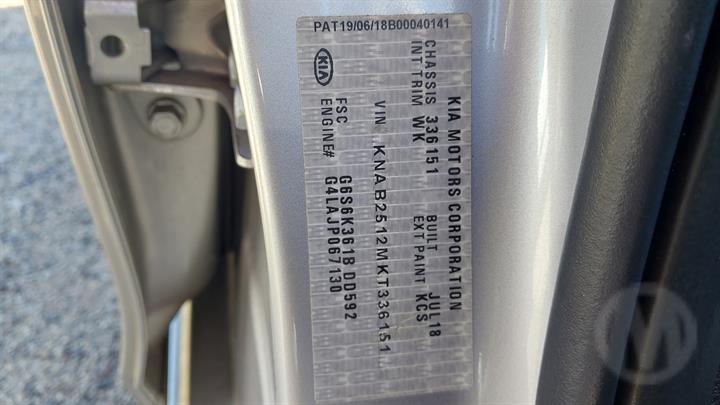 PAT19/06/18B00040141
KIA
KIA MOTORS CORPORATION
CHASSIS 336151 BUILT JUL18
INT TRIM WK EXT PAINT KCS
VIN KNAB2512MKT336151
FSC G6S6K361B DD592
ENGINE# G4LAJP067130
M